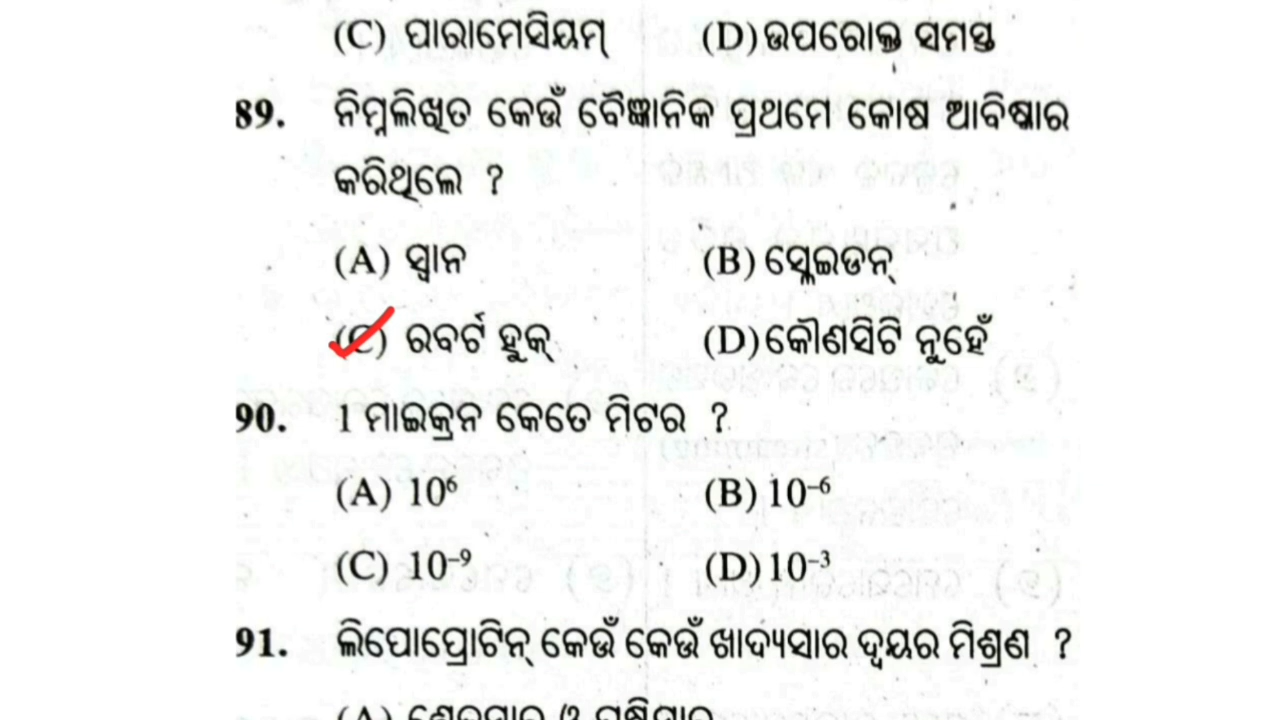 (C) ପାରାମେସିୟମ୍ (D) ଉପରୋକ୍ତ ସମସ୍ତ
89. ନିମ୍ନଲିଖିତ କେଉଁ ବୈଜ୍ଞାନିକ ପ୍ରଥମେ କୋଷ ଆବିଷ୍କାର
କରିଥିଲେ ?
(A) ସ୍ୱାନ (B) ସ୍କେଇଡନ୍
(C) ରବର୍ଟ ହୁକ୍ (D) କୌଣସିଟି ନୁହେଁ
90. 1 ମାଇକ୍ରନ କେତେ ମିଟର ?
(A) 10⁶ (B) 10⁻⁶
(C) 10⁻⁹ (D) 10⁻³
91. ଲିପୋପ୍ରୋଟିନ୍ କେଉଁ କେଉଁ ଖାଦ୍ୟସାର ଦ୍ୱୟର ମିଶ୍ରଣ ?
(A)